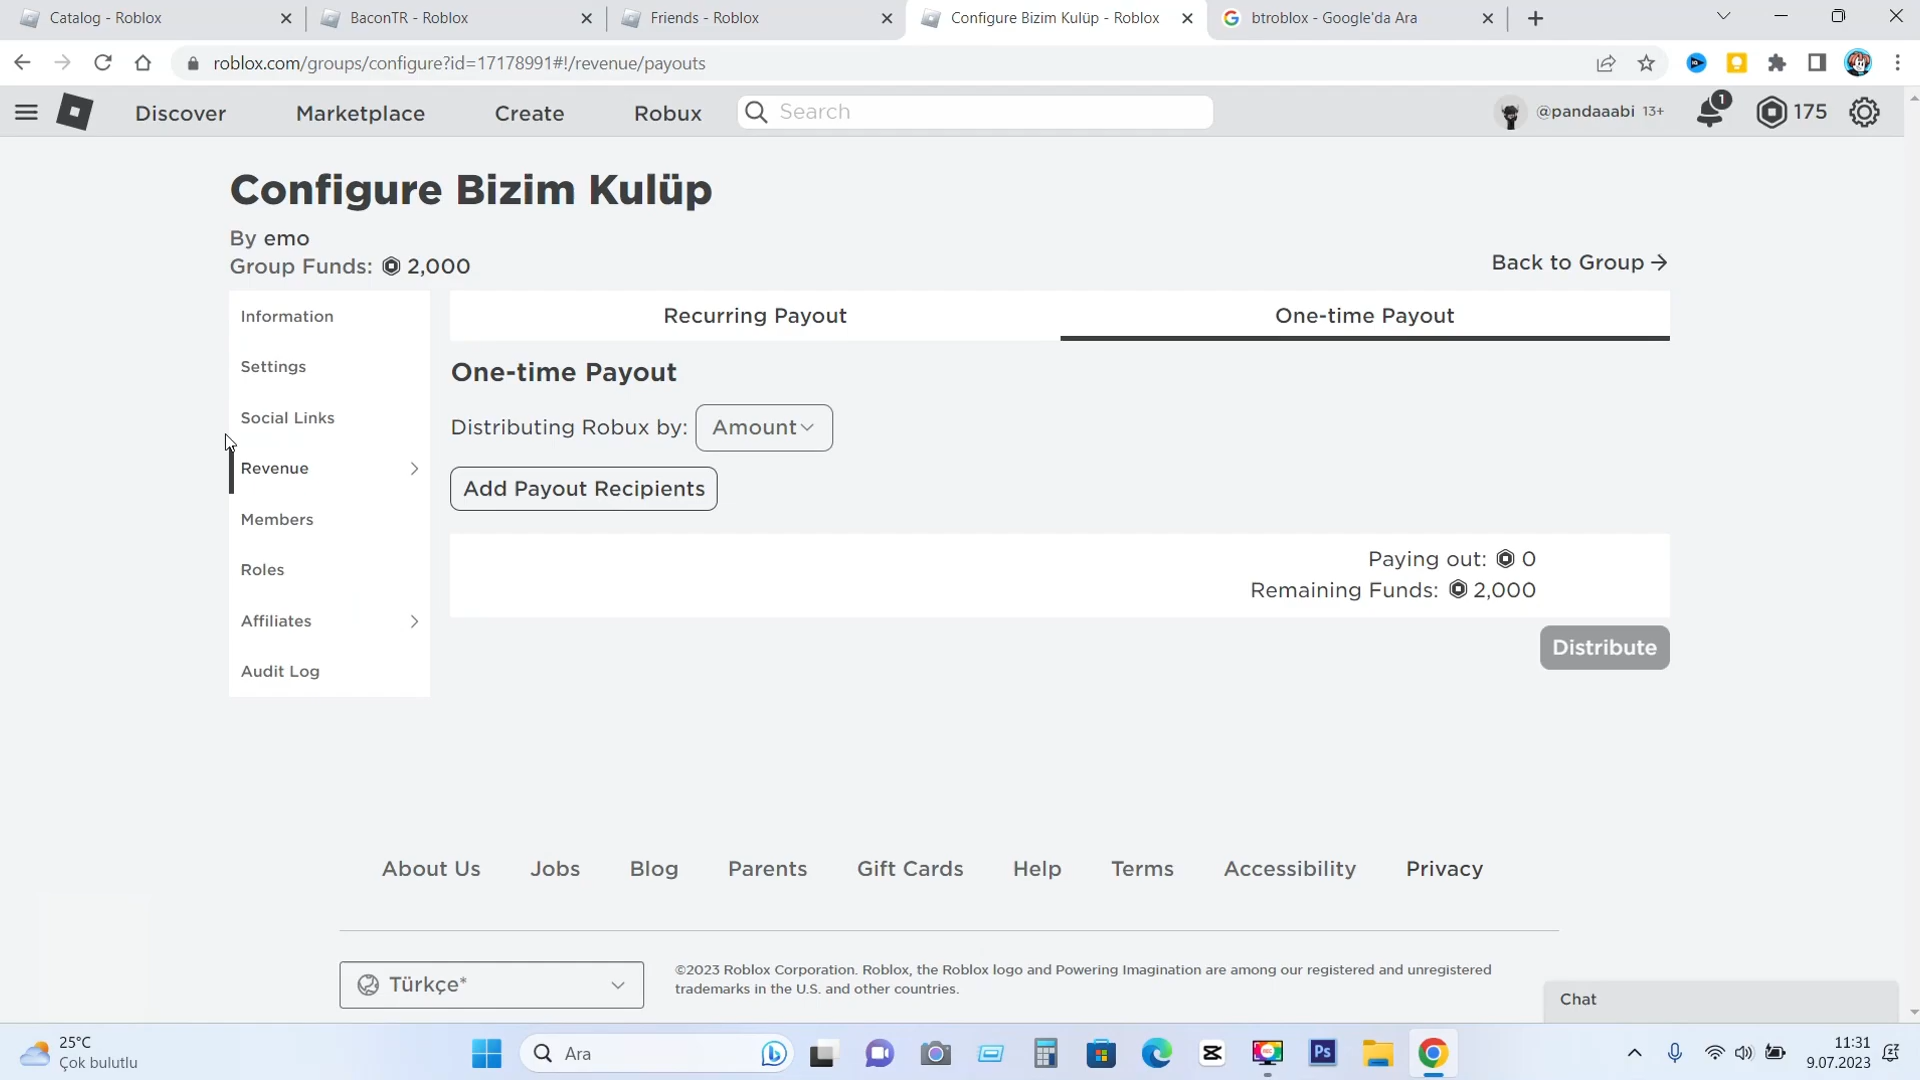 Catalog - Roblox
BaconTR - Roblox
Friends - Roblox
Configure Bizim Kulüp - Roblox
btroblox - Google'da Ara
roblox.com/groups/configure?id=17178991#!/revenue/payouts
Discover
Marketplace
Create
Robux
Search
@pandaaabi 13+
1
175
Configure Bizim Kulüp
By emo
Group Funds: 2,000
Back to Group
Information
Settings
Social Links
Revenue
Members
Roles
Affiliates
Audit Log
Recurring Payout
One-time Payout
One-time Payout
Distributing Robux by: Amount
Add Payout Recipients
Paying out: 0
Remaining Funds: 2,000
Distribute
About Us
Jobs
Blog
Parents
Gift Cards
Help
Terms
Accessibility
Privacy
Türkçe*
©2023 Roblox Corporation. Roblox, the Roblox logo and Powering Imagination are among our registered and unregistered
trademarks in the U.S. and other countries.
Chat
25°C
Çok bulutlu
Ara
Ps
11:31
9.07.2023